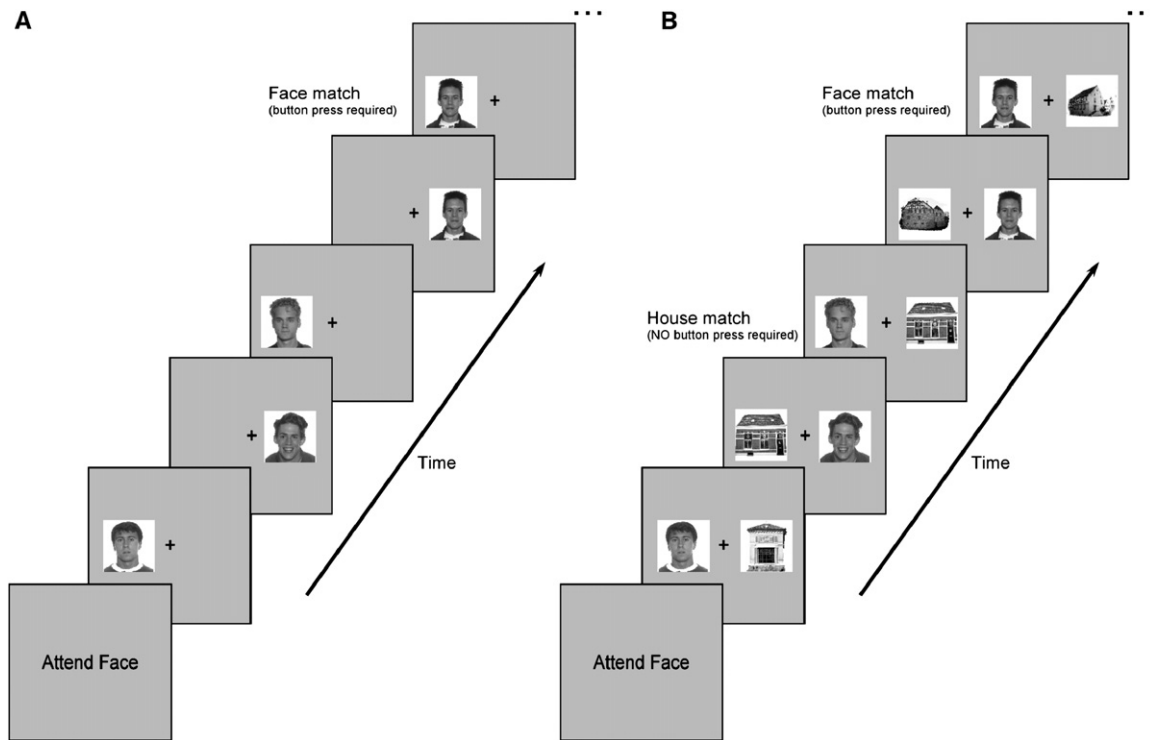 A
Face match
(button press required)
Time
Attend Face
B
Face match
(button press required)
House match
(NO button press required)
Time
Attend Face